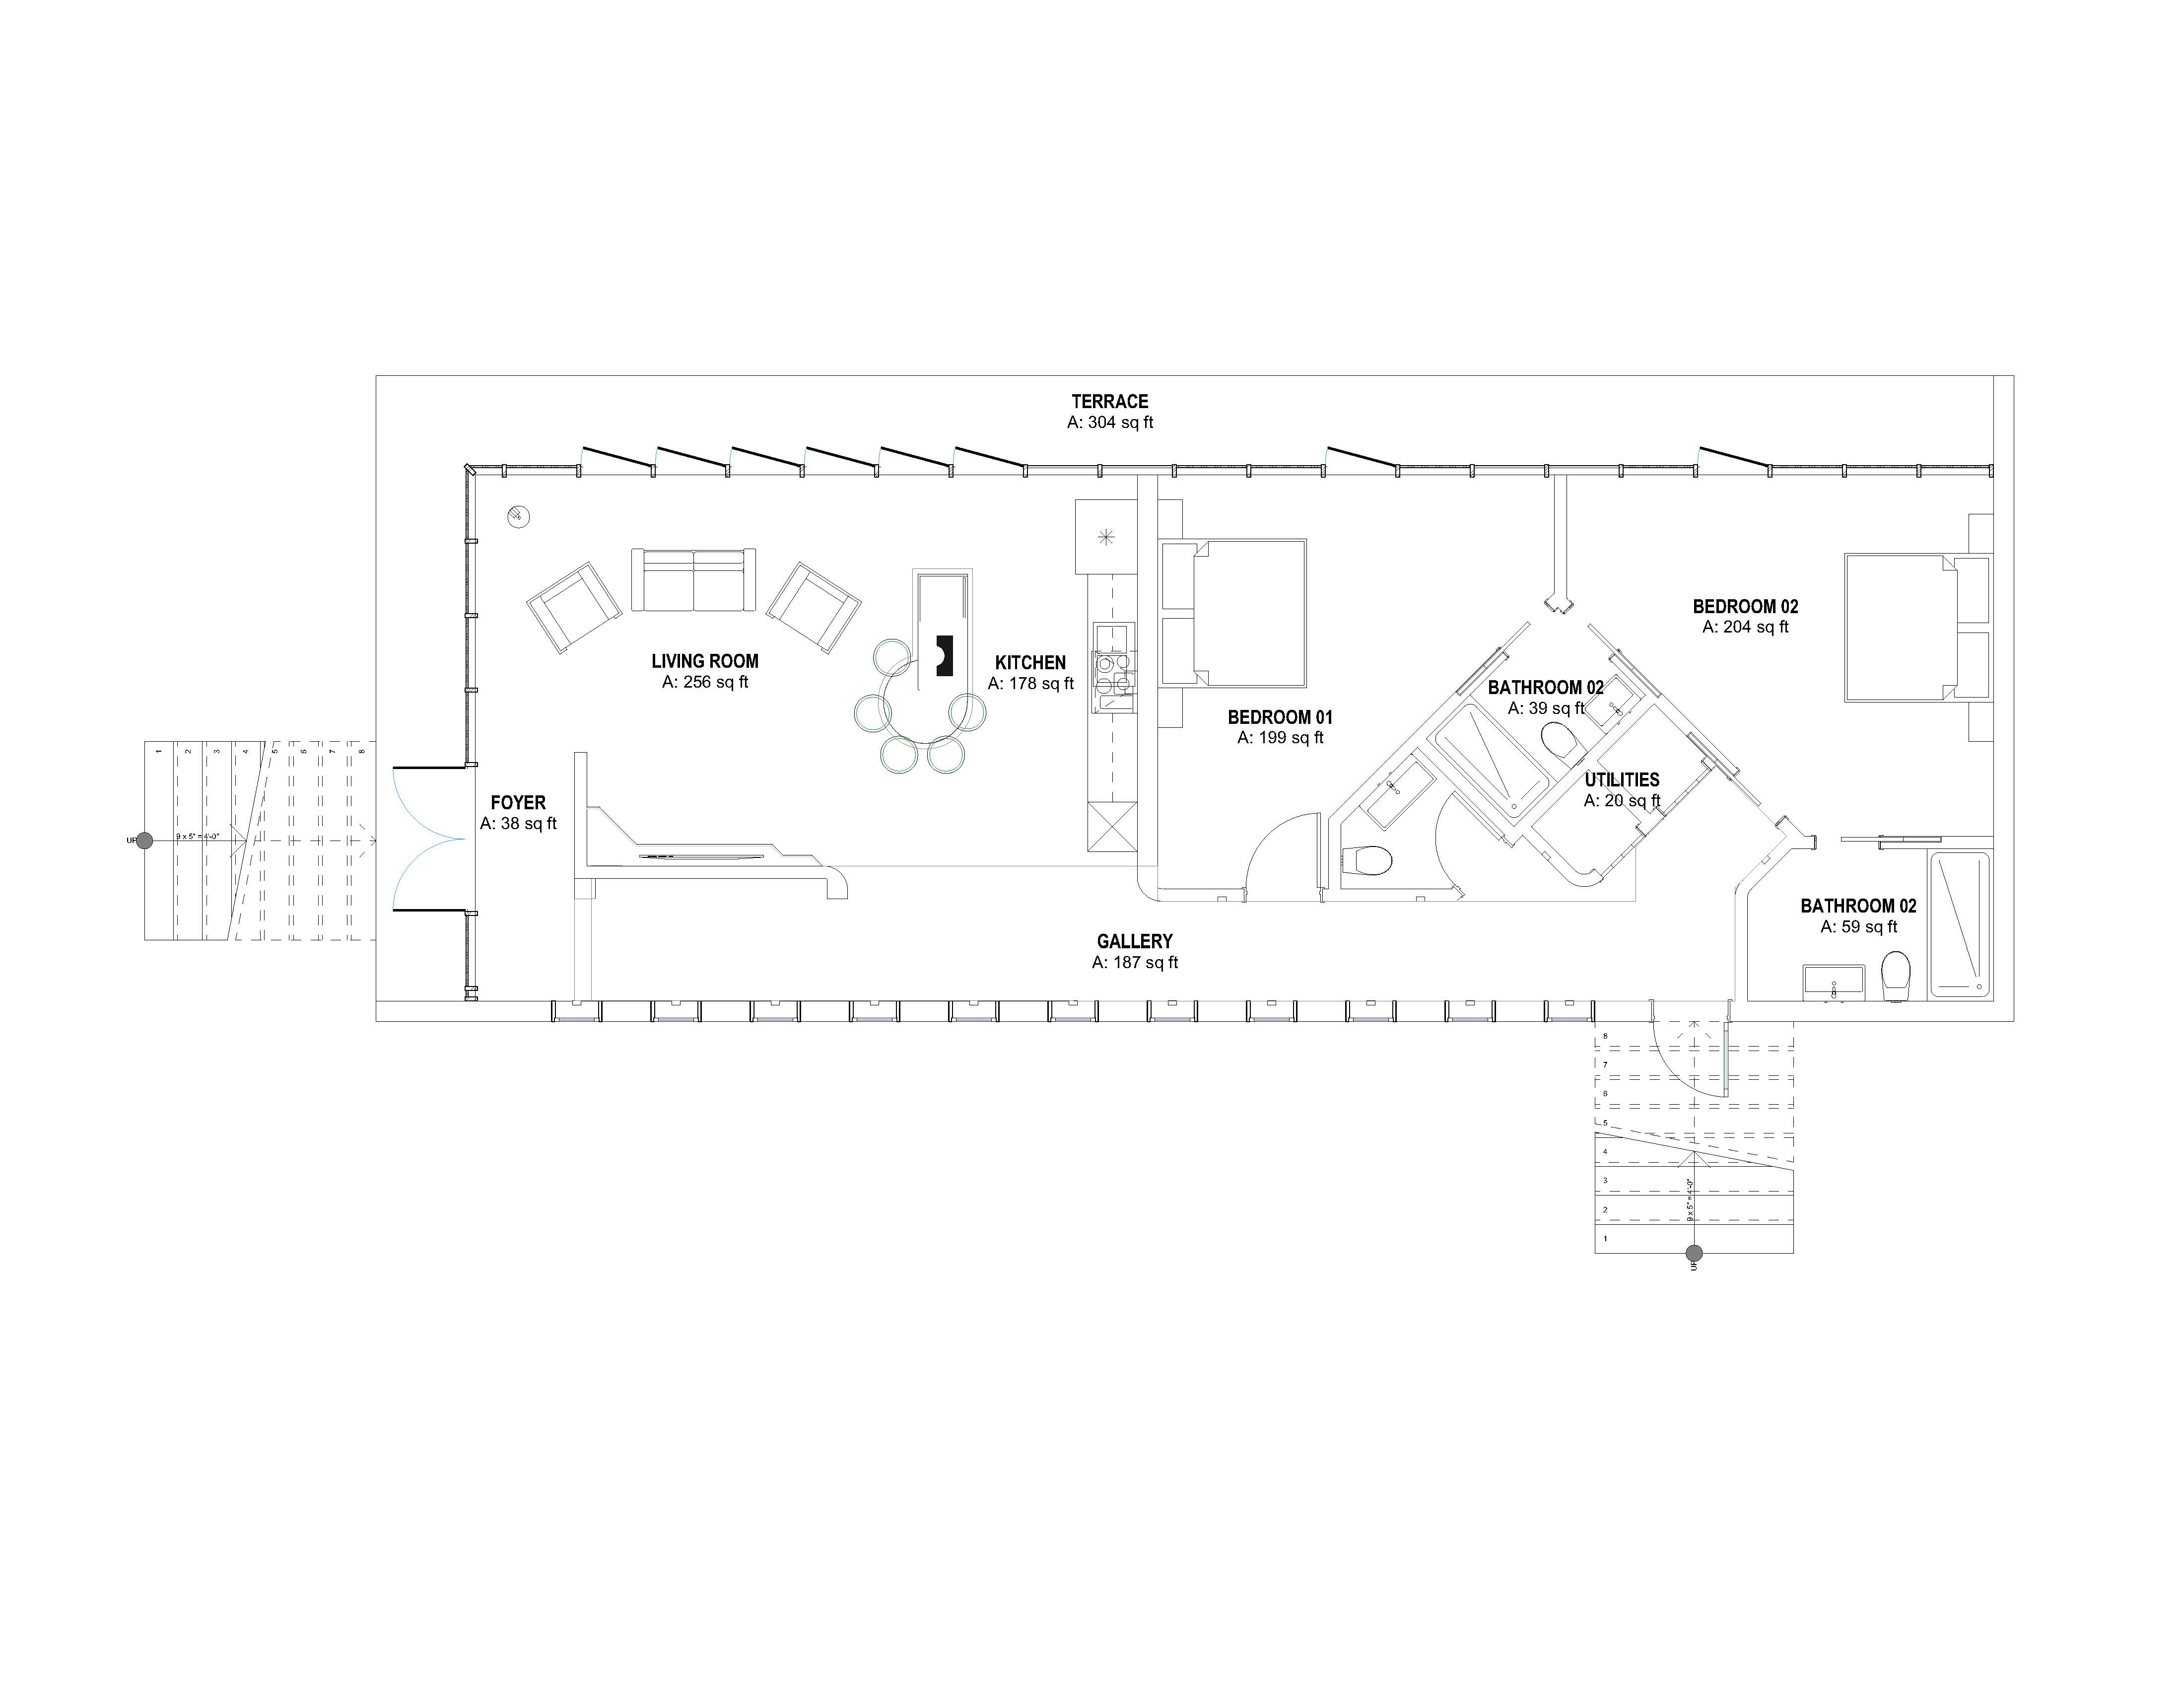 TERRACE
A: 304 sq ft
BEDROOM 02
A: 204 sq ft
LIVING ROOM
A: 256 sq ft
KITCHEN
A: 178 sq ft
BATHROOM 02
A: 39 sq ft
BEDROOM 01
A: 199 sq ft
1
2
3
4
5
6
7
8
UTILITIES
A: 20 sq ft
FOYER
A: 38 sq ft
UP
9 x 5" = 4'-0"
BATHROOM 02
A: 59 sq ft
GALLERY
A: 187 sq ft
8
7
6
5
4
3
2
1
9 x 5" = 4'-0"
UP